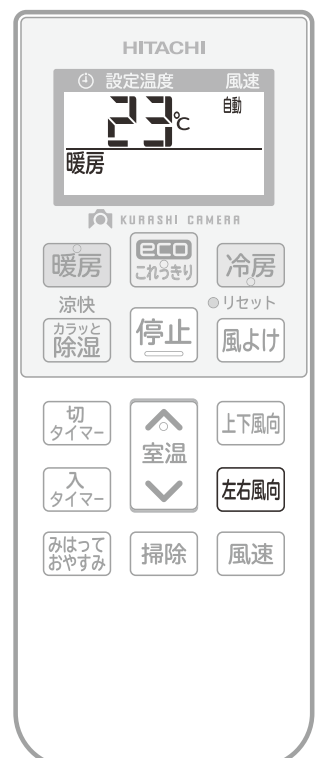 HITACHI
設定温度 風速
23℃ 自動
暖房
KURASHI CAMERA
暖房 eco これっきり 冷房
涼快 リセット
カラッと 除湿 停止 風よけ
切 タイマー 室温 上下風向
入 タイマー 左右風向
みはって おやすみ 掃除 風速